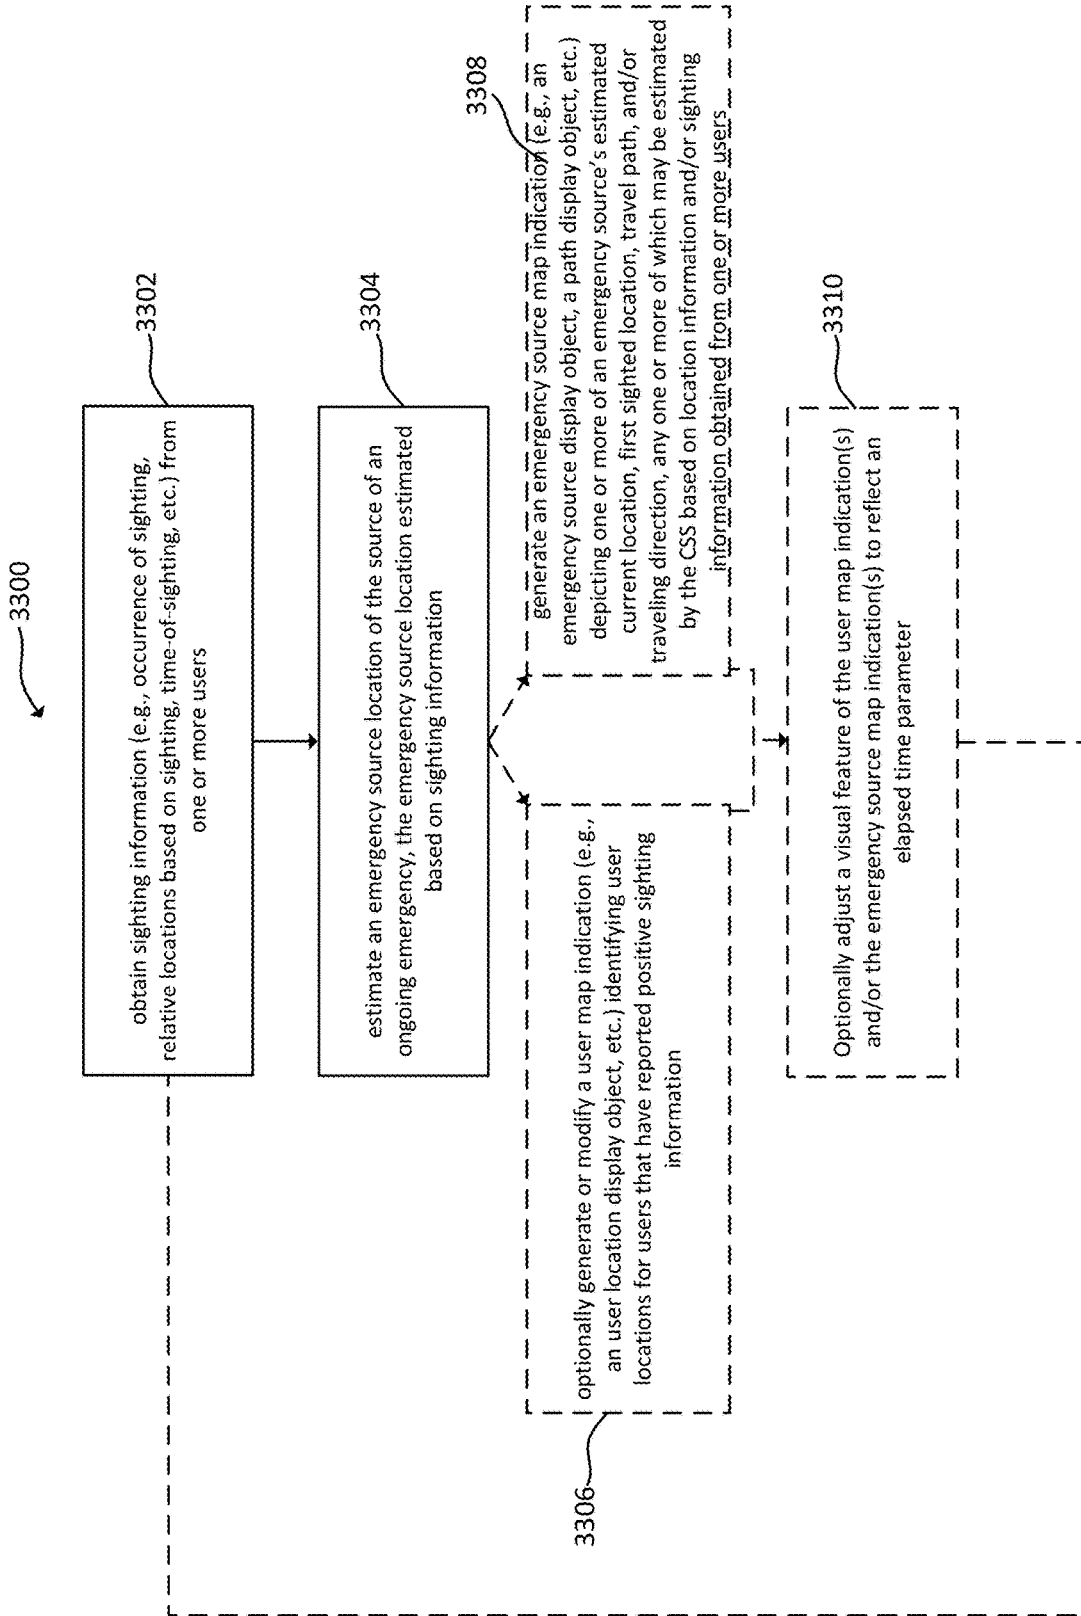 3300
3302
obtain sighting information (e.g., occurrence of sighting,
relative locations based on sighting, time-of-sighting, etc.) from
one or more users
3304
estimate an emergency source location of the source of an
ongoing emergency, the emergency source location estimated
based on sighting information
3306
optionally generate or modify a user map indication (e.g.,
an user location display object, etc.) identifying user
locations for users that have reported positive sighting
information
3308
generate an emergency source map indication (e.g., an
emergency source display object, a path display object, etc.)
depicting one or more of an emergency source's estimated
current location, first sighted location, travel path, and/or
traveling direction, any one or more of which may be estimated
by the CSS based on location information and/or sighting
information obtained from one or more users
3310
Optionally adjust a visual feature of the user map indication(s)
and/or the emergency source map indication(s) to reflect an
elapsed time parameter